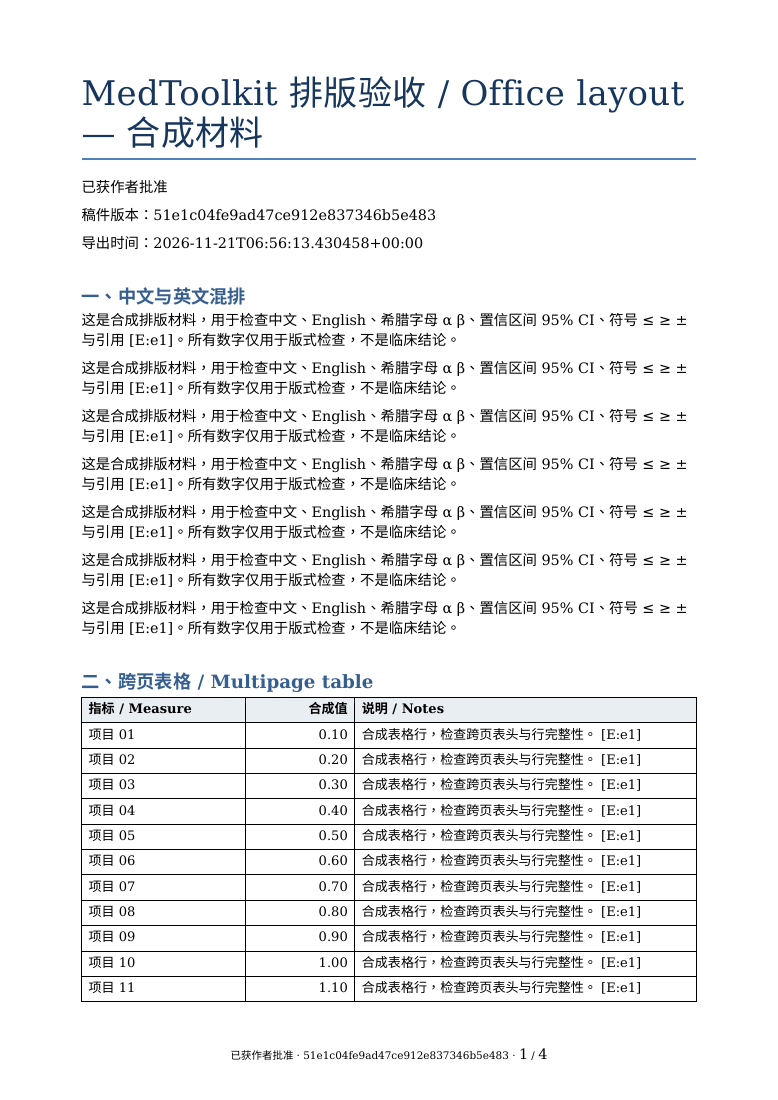 MedToolkit 排版验收 / Office layout
— 合成材料
已获作者批准
稿件版本：51e1c04fe9ad47ce912e837346b5e483
导出时间：2026-11-21T06:56:13.430458+00:00
一、中文与英文混排
这是合成排版材料，用于检查中文、English、希腊字母 α β、置信区间 95% CI、符号 ≤ ≥ ±
与引用 [E:e1]。所有数字仅用于版式检查，不是临床结论。
这是合成排版材料，用于检查中文、English、希腊字母 α β、置信区间 95% CI、符号 ≤ ≥ ±
与引用 [E:e1]。所有数字仅用于版式检查，不是临床结论。
这是合成排版材料，用于检查中文、English、希腊字母 α β、置信区间 95% CI、符号 ≤ ≥ ±
与引用 [E:e1]。所有数字仅用于版式检查，不是临床结论。
这是合成排版材料，用于检查中文、English、希腊字母 α β、置信区间 95% CI、符号 ≤ ≥ ±
与引用 [E:e1]。所有数字仅用于版式检查，不是临床结论。
这是合成排版材料，用于检查中文、English、希腊字母 α β、置信区间 95% CI、符号 ≤ ≥ ±
与引用 [E:e1]。所有数字仅用于版式检查，不是临床结论。
这是合成排版材料，用于检查中文、English、希腊字母 α β、置信区间 95% CI、符号 ≤ ≥ ±
与引用 [E:e1]。所有数字仅用于版式检查，不是临床结论。
这是合成排版材料，用于检查中文、English、希腊字母 α β、置信区间 95% CI、符号 ≤ ≥ ±
与引用 [E:e1]。所有数字仅用于版式检查，不是临床结论。
二、跨页表格 / Multipage table
指标 / Measure 合成值 说明 / Notes
项目 01 0.10 合成表格行，检查跨页表头与行完整性。 [E:e1]
项目 02 0.20 合成表格行，检查跨页表头与行完整性。 [E:e1]
项目 03 0.30 合成表格行，检查跨页表头与行完整性。 [E:e1]
项目 04 0.40 合成表格行，检查跨页表头与行完整性。 [E:e1]
项目 05 0.50 合成表格行，检查跨页表头与行完整性。 [E:e1]
项目 06 0.60 合成表格行，检查跨页表头与行完整性。 [E:e1]
项目 07 0.70 合成表格行，检查跨页表头与行完整性。 [E:e1]
项目 08 0.80 合成表格行，检查跨页表头与行完整性。 [E:e1]
项目 09 0.90 合成表格行，检查跨页表头与行完整性。 [E:e1]
项目 10 1.00 合成表格行，检查跨页表头与行完整性。 [E:e1]
项目 11 1.10 合成表格行，检查跨页表头与行完整性。 [E:e1]
已获作者批准 · 51e1c04fe9ad47ce912e837346b5e483 · 1 / 4